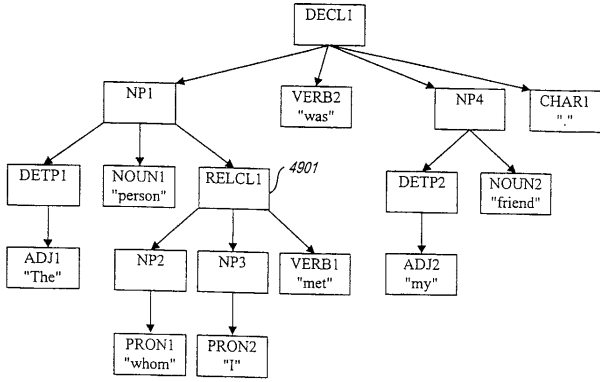 DECL1
NP1
VERB2
"was"
NP4
CHAR1
"."
DETP1
NOUN1
"person"
RELCL1
4901
DETP2
NOUN2
"friend"
ADJ1
"The"
NP2
NP3
VERB1
"met"
ADJ2
"my"
PRON1
"whom"
PRON2
"I"